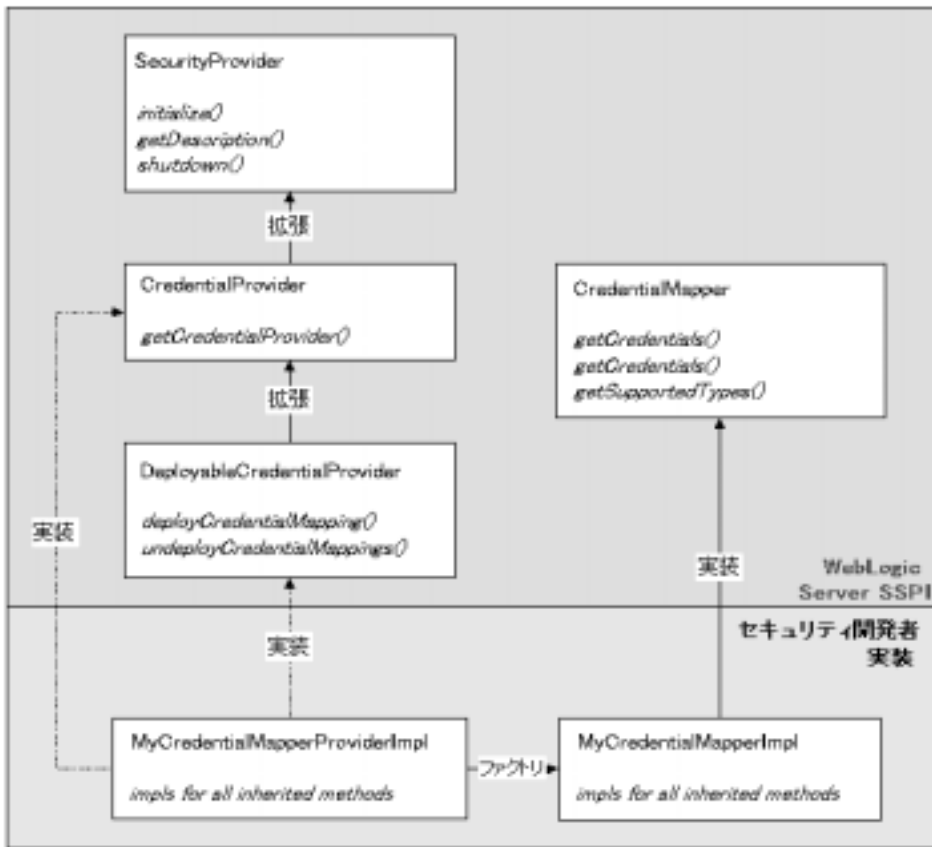 SecurityProvider
initialize()
getDescription()
shutdown()
拡張
CredentialProvider
getCredentialProvider()
CredentialMapper
getCredentials()
getCredentials()
getSupportedTypes()
拡張
DeployableCredentialProvider
deployCredentialMapping()
undeployCredentialMappings()
実装
実装
WebLogic
Server SSPI
実装
セキュリティ開発者
実装
MyCredentialMapperProviderImpl
impls for all inherited methods
ファクトリ
MyCredentialMapperImpl
impls for all inherited methods